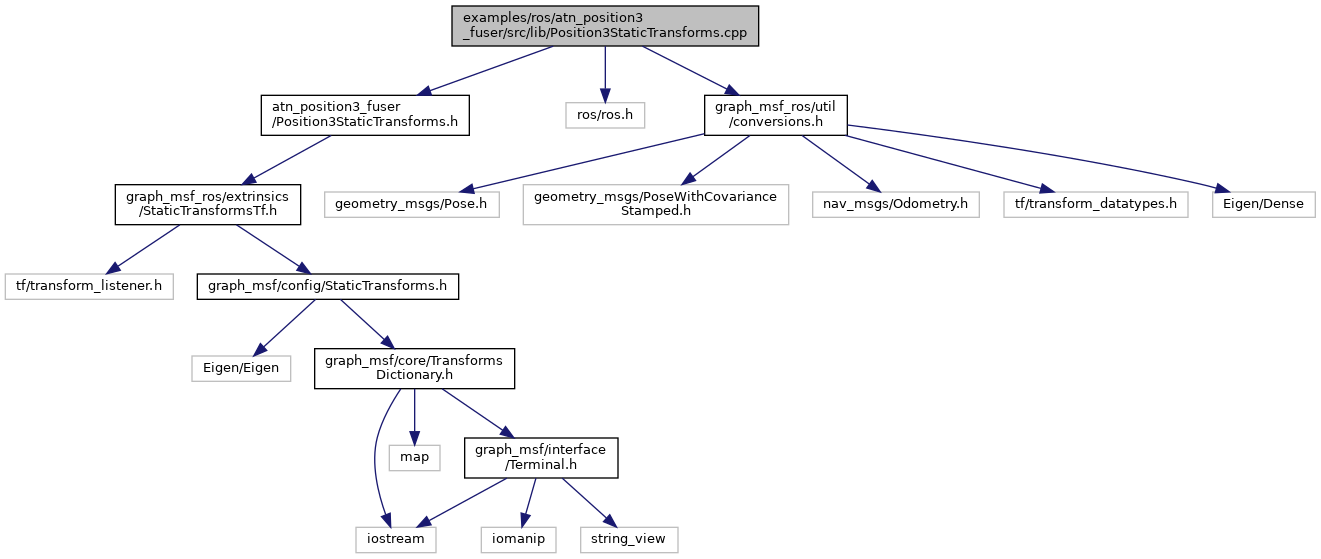 examples/ros/atn_position3
_fuser/src/lib/Position3StaticTransforms.cpp
atn_position3_fuser
/Position3StaticTransforms.h
ros/ros.h
graph_msf_ros/util
/conversions.h
graph_msf_ros/extrinsics
/StaticTransformsTf.h
geometry_msgs/Pose.h
geometry_msgs/PoseWithCovariance
Stamped.h
nav_msgs/Odometry.h
tf/transform_datatypes.h
Eigen/Dense
tf/transform_listener.h
graph_msf/config/StaticTransforms.h
Eigen/Eigen
graph_msf/core/Transforms
Dictionary.h
map
graph_msf/interface
/Terminal.h
iostream
iomanip
string_view